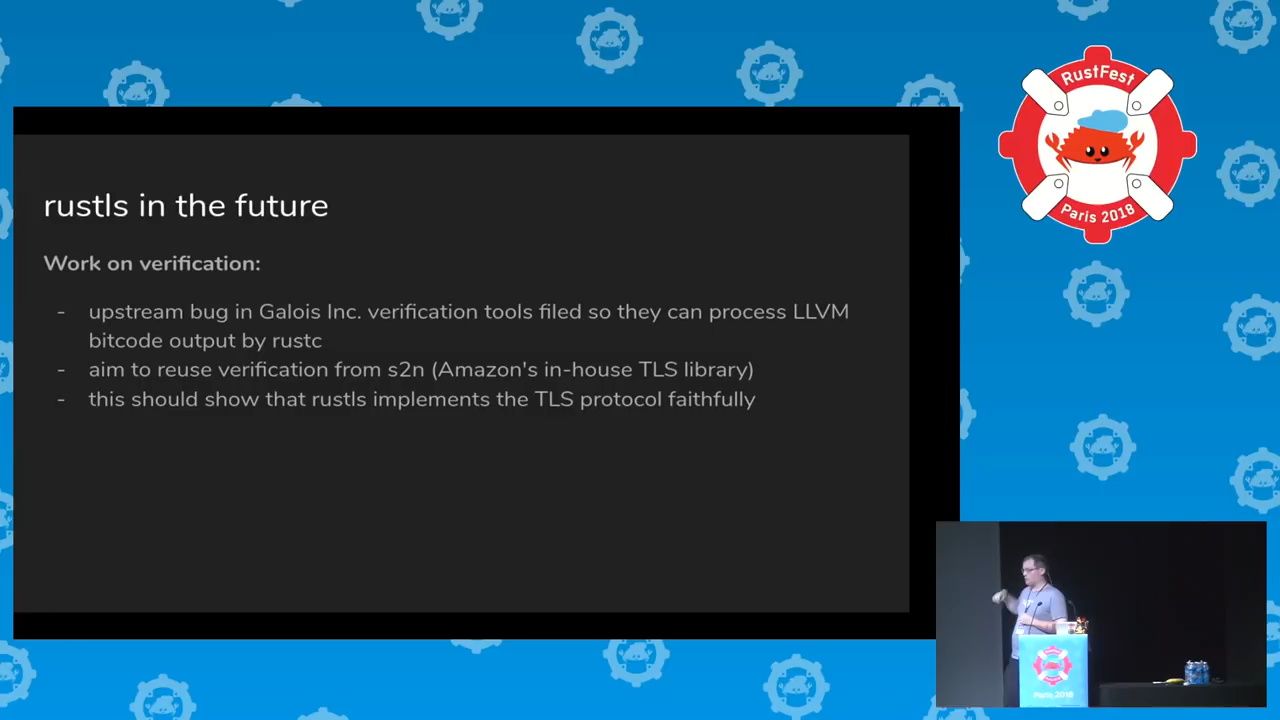 RustFest
Paris 2018
rustls in the future
Work on verification:
- upstream bug in Galois Inc. verification tools filed so they can process LLVM
bitcode output by rustc
- aim to reuse verification from s2n (Amazon's in-house TLS library)
- this should show that rustls implements the TLS protocol faithfully
Paris 2018